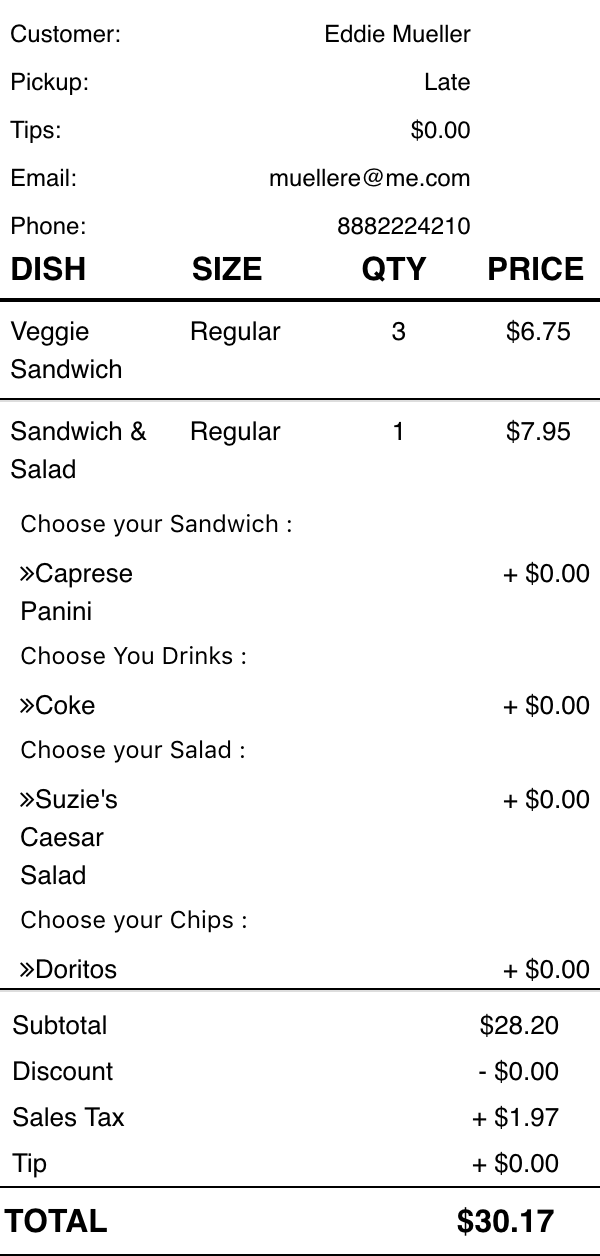 Customer: Eddie Mueller
Pickup: Late
Tips: $0.00
Email: muellere@me.com
Phone: 8882224210
DISH SIZE QTY PRICE
Veggie Regular 3 $6.75
Sandwich
Sandwich & Regular 1 $7.95
Salad
Choose your Sandwich :
»Caprese + $0.00
Panini
Choose You Drinks :
»Coke + $0.00
Choose your Salad :
»Suzie's + $0.00
Caesar
Salad
Choose your Chips :
»Doritos + $0.00
Subtotal $28.20
Discount - $0.00
Sales Tax + $1.97
Tip + $0.00
TOTAL $30.17